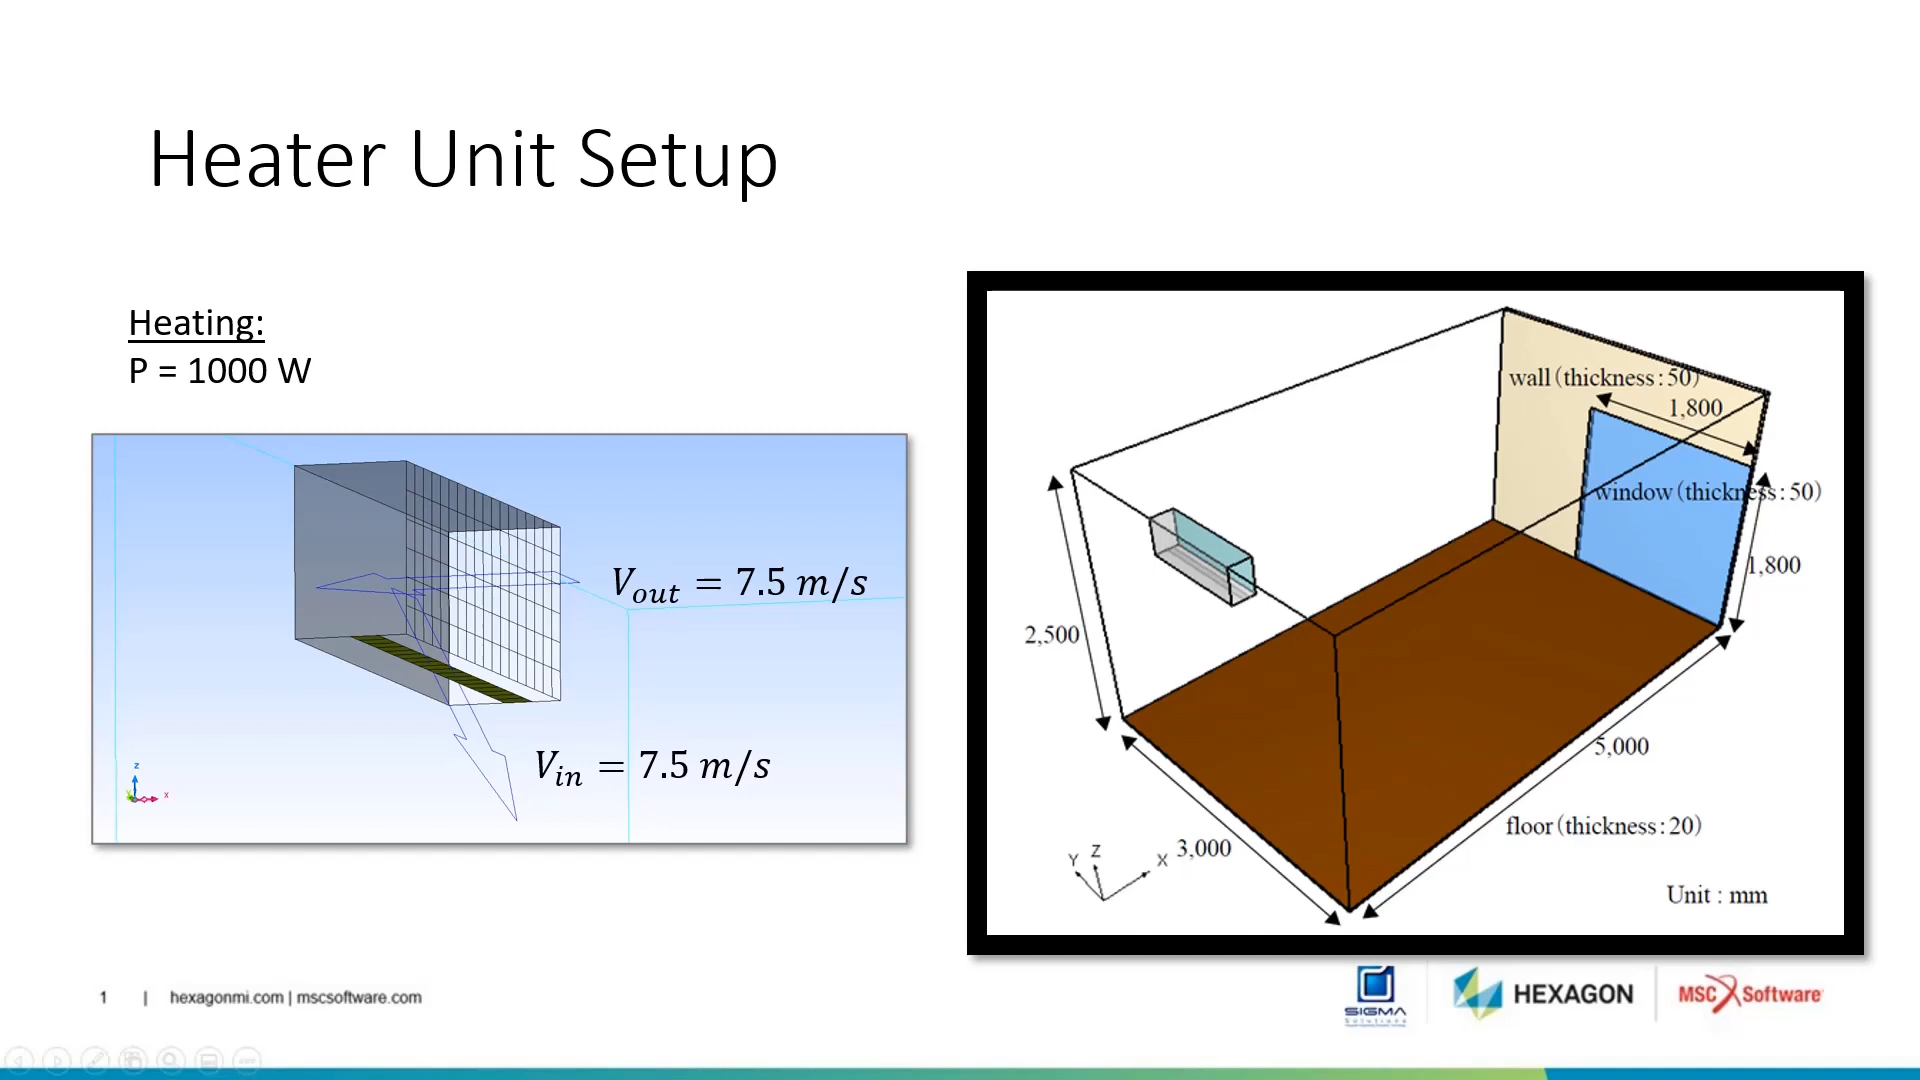 Heater Unit Setup
Heating:
P = 1000 W
V_out = 7.5 m/s
V_in = 7.5 m/s
z
x
wall(thickness:50)
1,800
window(thickness:50)
1,800
2,500
5,000
floor(thickness:20)
3,000
Y Z X
Unit : mm
1 | hexagonmi.com | mscsoftware.com
SIGMA
HEXAGON
MSC Software